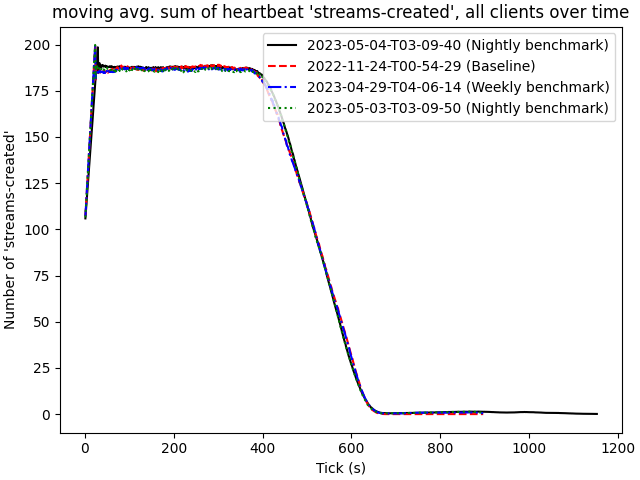 moving avg. sum of heartbeat 'streams-created', all clients over time
2023-05-04-T03-09-40 (Nightly benchmark)
2022-11-24-T00-54-29 (Baseline)
2023-04-29-T04-06-14 (Weekly benchmark)
2023-05-03-T03-09-50 (Nightly benchmark)
Number of 'streams-created'
200
175
150
125
100
75
50
25
0
0 200 400 600 800 1000 1200
Tick (s)